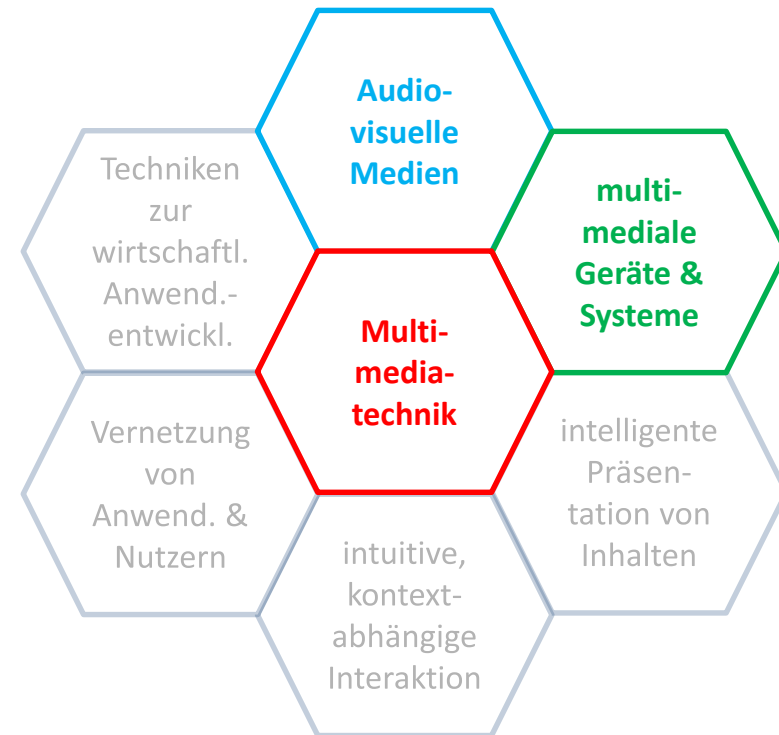 Audio-
visuelle
Medien
Techniken
zur
wirtschaftl.
Anwend.-
entwickl.
multi-
mediale
Geräte &
Systeme
Multi-
media-
technik
Vernetzung
von
Anwend. &
Nutzern
intelligente
Präsen-
tation von
Inhalten
intuitive,
kontext-
abhängige
Interaktion